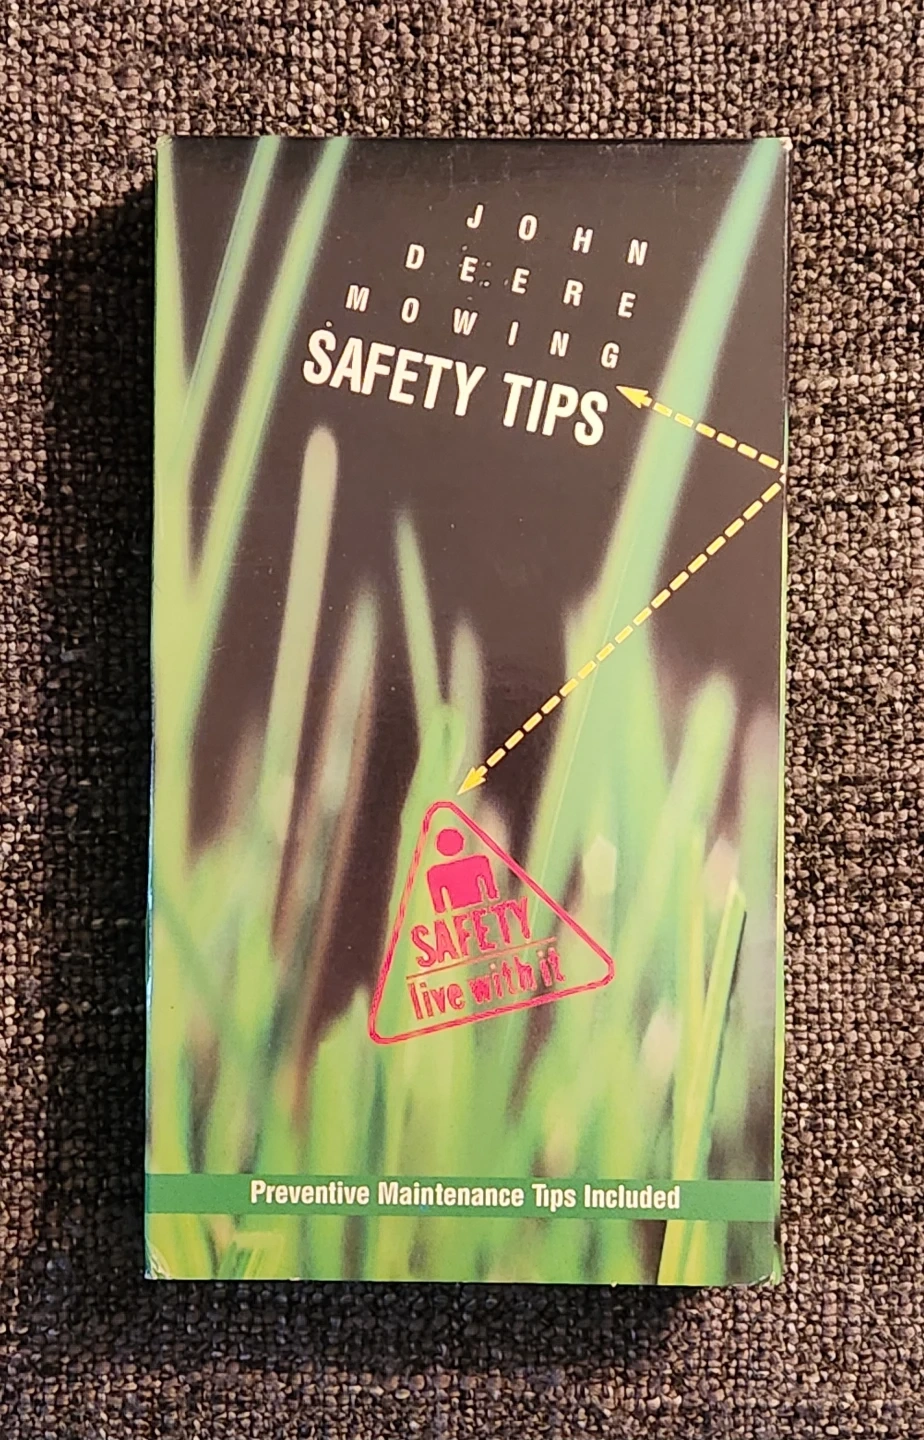 JOHN
DEERE
MOWING
SAFETY TIPS
SAFETY
live with it
Preventive Maintenance Tips Included